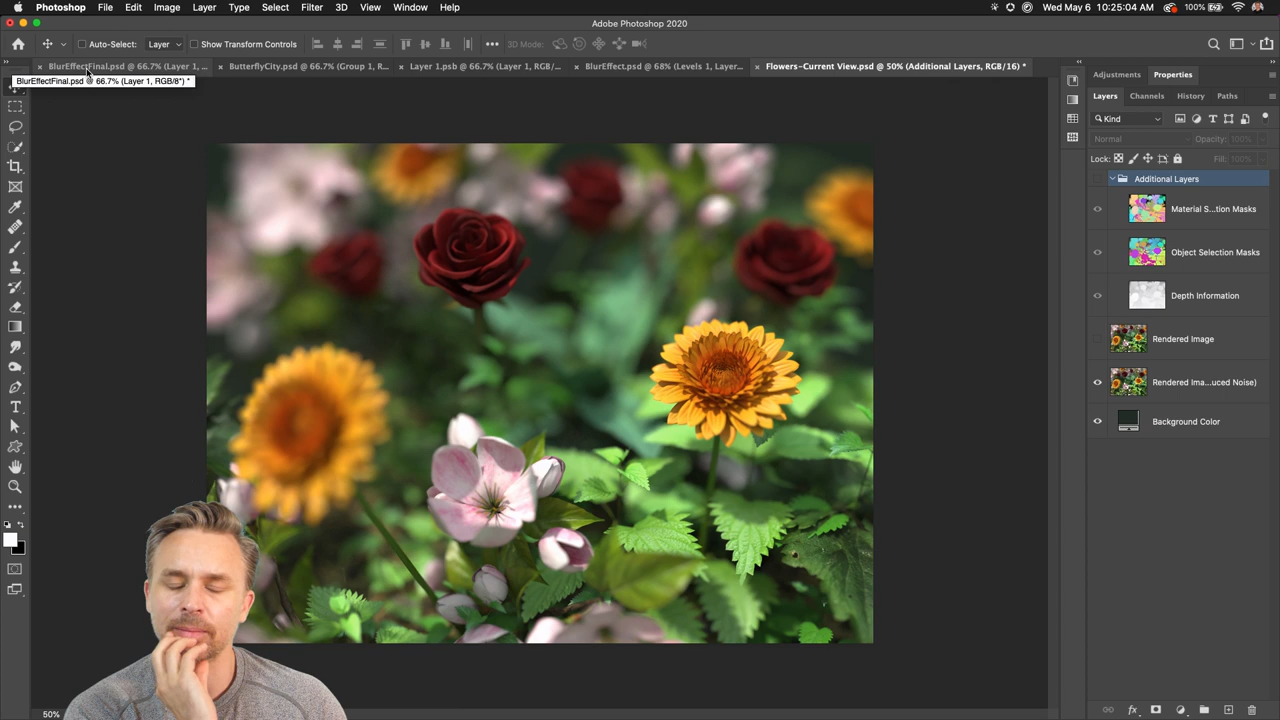 Photoshop File Edit Image Layer Type Select Filter 3D View Window Help 100% Wed May 6 10:25:04 AM
Adobe Photoshop 2020
Auto-Select: Layer Show Transform Controls 3D Mode:
BlurEffectFinal.psd @ 66.7% (Layer 1, ... ButterflyCity.psd @ 66.7% (Group 1, R... Layer 1.psb @ 66.7% (Layer 1, RGB/... BlurEffect.psd @ 68% (Levels 1, Layer... Flowers-Current View.psd @ 50% (Additional Layers, RGB/16) *
BlurEffectFinal.psd @ 66.7% (Layer 1, RGB/8*) *
Adjustments Properties
Layers Channels History Paths
Kind
Normal Opacity: 100%
Lock: Fill: 100%
Additional Layers
Material S...tion Masks
Object Selection Masks
Depth Information
Rendered Image
Rendered Ima...uced Noise)
Background Color
50%